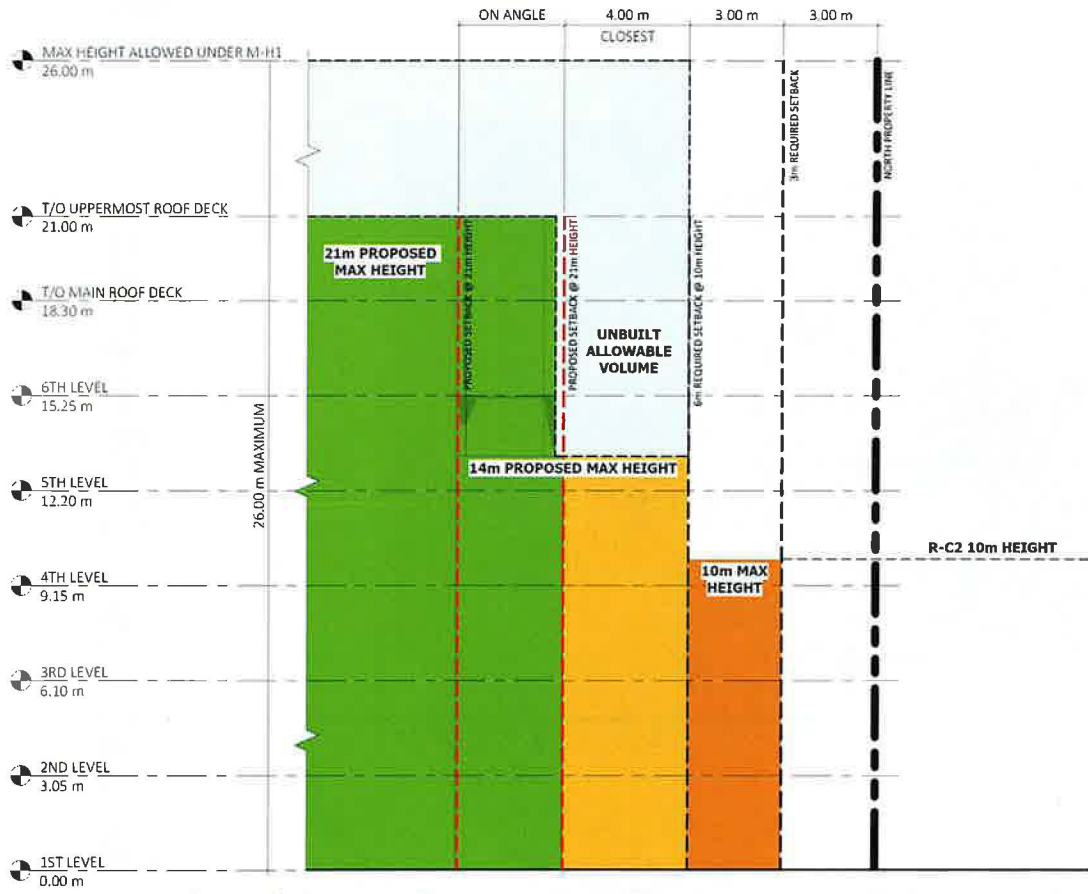 ON ANGLE
4.00 m
3.00 m
3.00 m
CLOSEST
MAX HEIGHT ALLOWED UNDER M-H1
26.00 m
T/O UPPERMOST ROOF DECK
21.00 m
T/O MAIN ROOF DECK
18.30 m
6TH LEVEL
15.25 m
5TH LEVEL
12.20 m
4TH LEVEL
9.15 m
3RD LEVEL
6.10 m
2ND LEVEL
3.05 m
1ST LEVEL
0.00 m
26.00 m MAXIMUM
21m PROPOSED
MAX HEIGHT
PROPOSED SETBACK @ 21m HEIGHT
PROPOSED SETBACK @ 21m HEIGHT
UNBUILT
ALLOWABLE
VOLUME
6m REQUIRED SETBACK @ 10m HEIGHT
3m REQUIRED SETBACK
NORTH PROPERTY LINE
14m PROPOSED MAX HEIGHT
10m MAX
HEIGHT
R-C2 10m HEIGHT